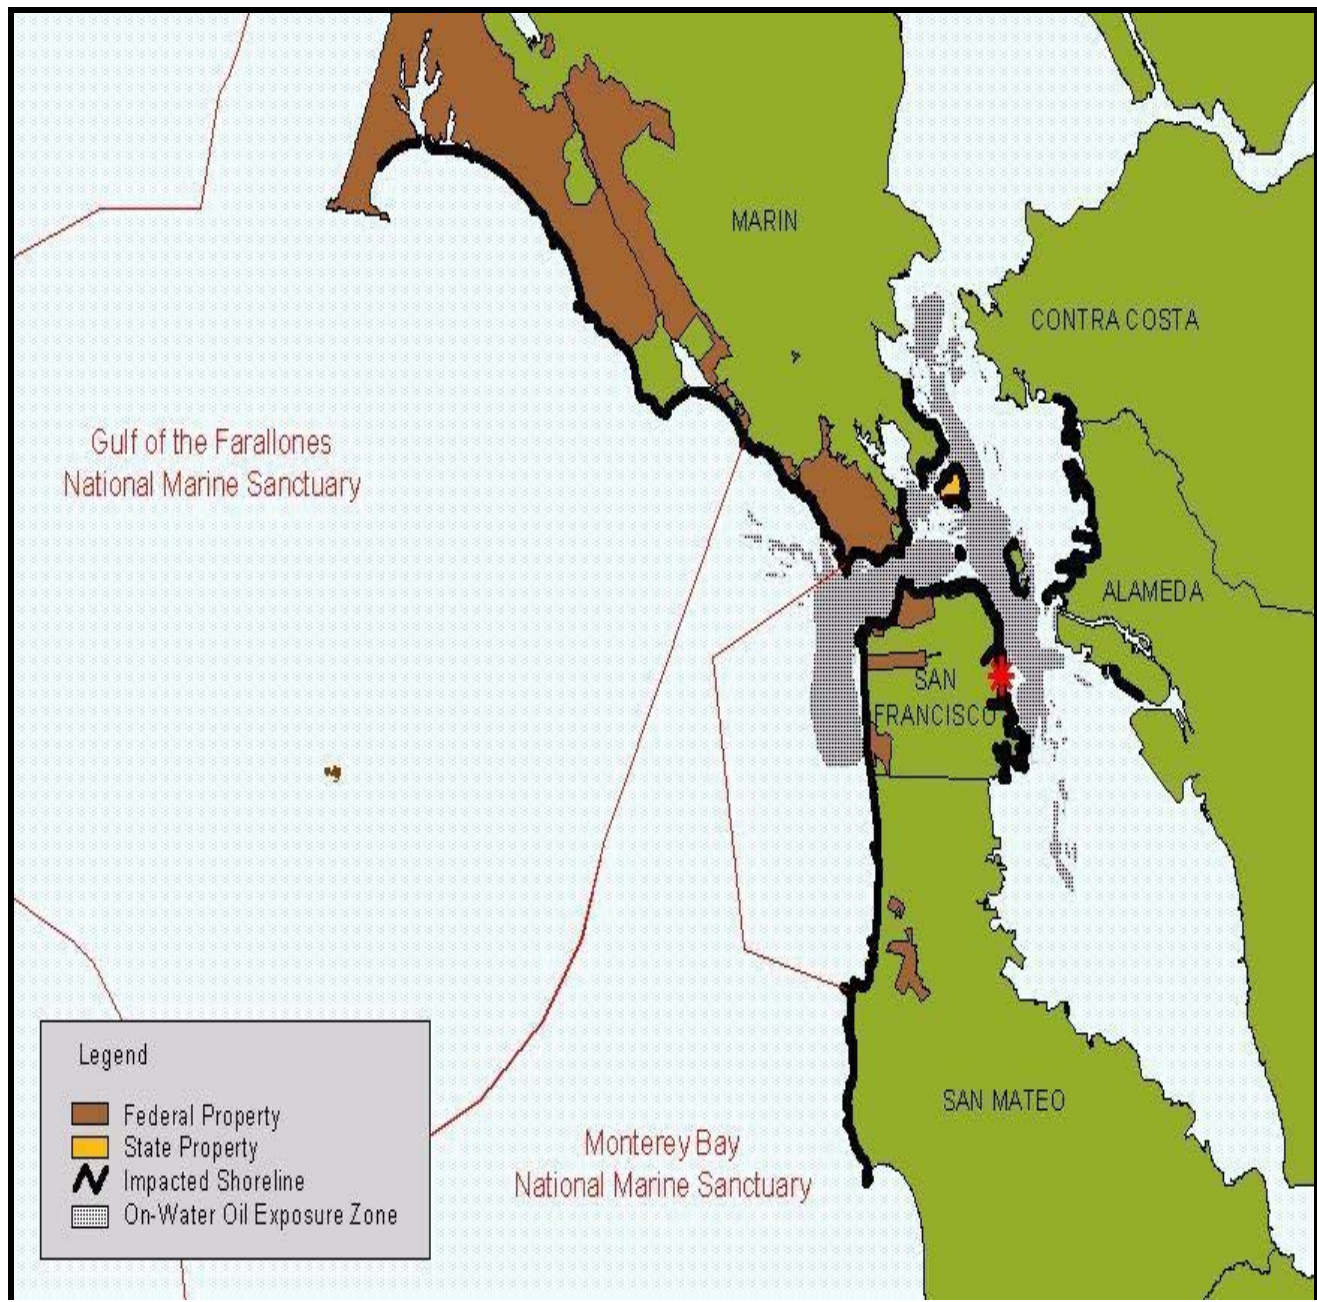 MARIN
CONTRA COSTA
Gulf of the Farallones
National Marine Sanctuary
ALAMEDA
SAN
FRANCISCO
Legend
Federal Property
State Property
Impacted Shoreline
On-Water Oil Exposure Zone
SAN MATEO
Monterey Bay
National Marine Sanctuary